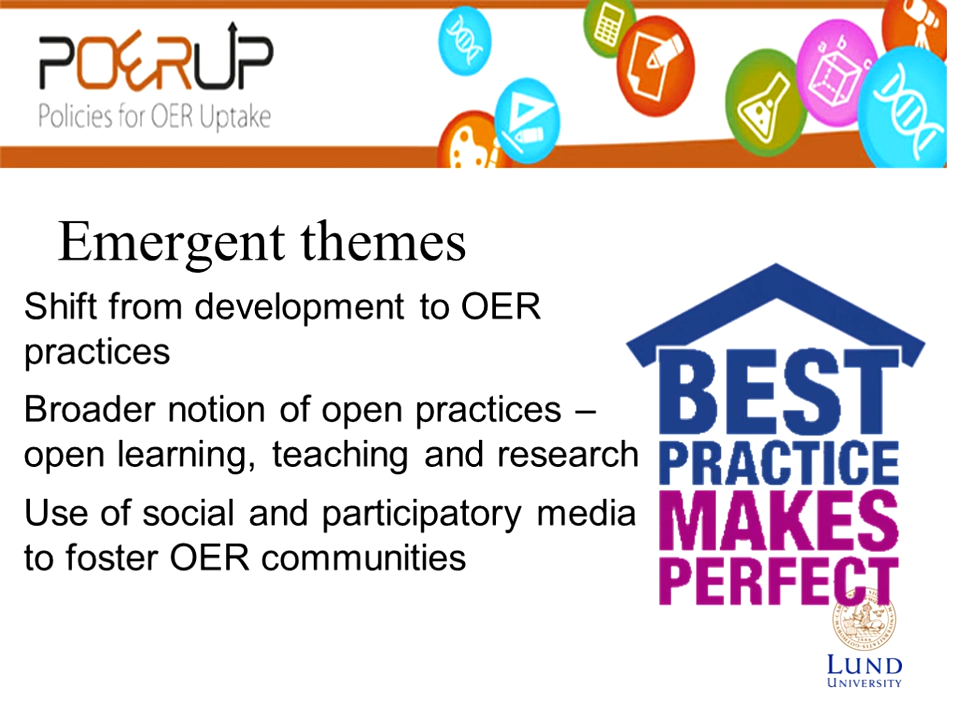 POERUP
Policies for OER Uptake
a b c
Emergent themes
Shift from development to OER
practices
Broader notion of open practices –
open learning, teaching and research
Use of social and participatory media
to foster OER communities
BEST
PRACTICE
MAKES
PERFECT
LUND
UNIVERSITY